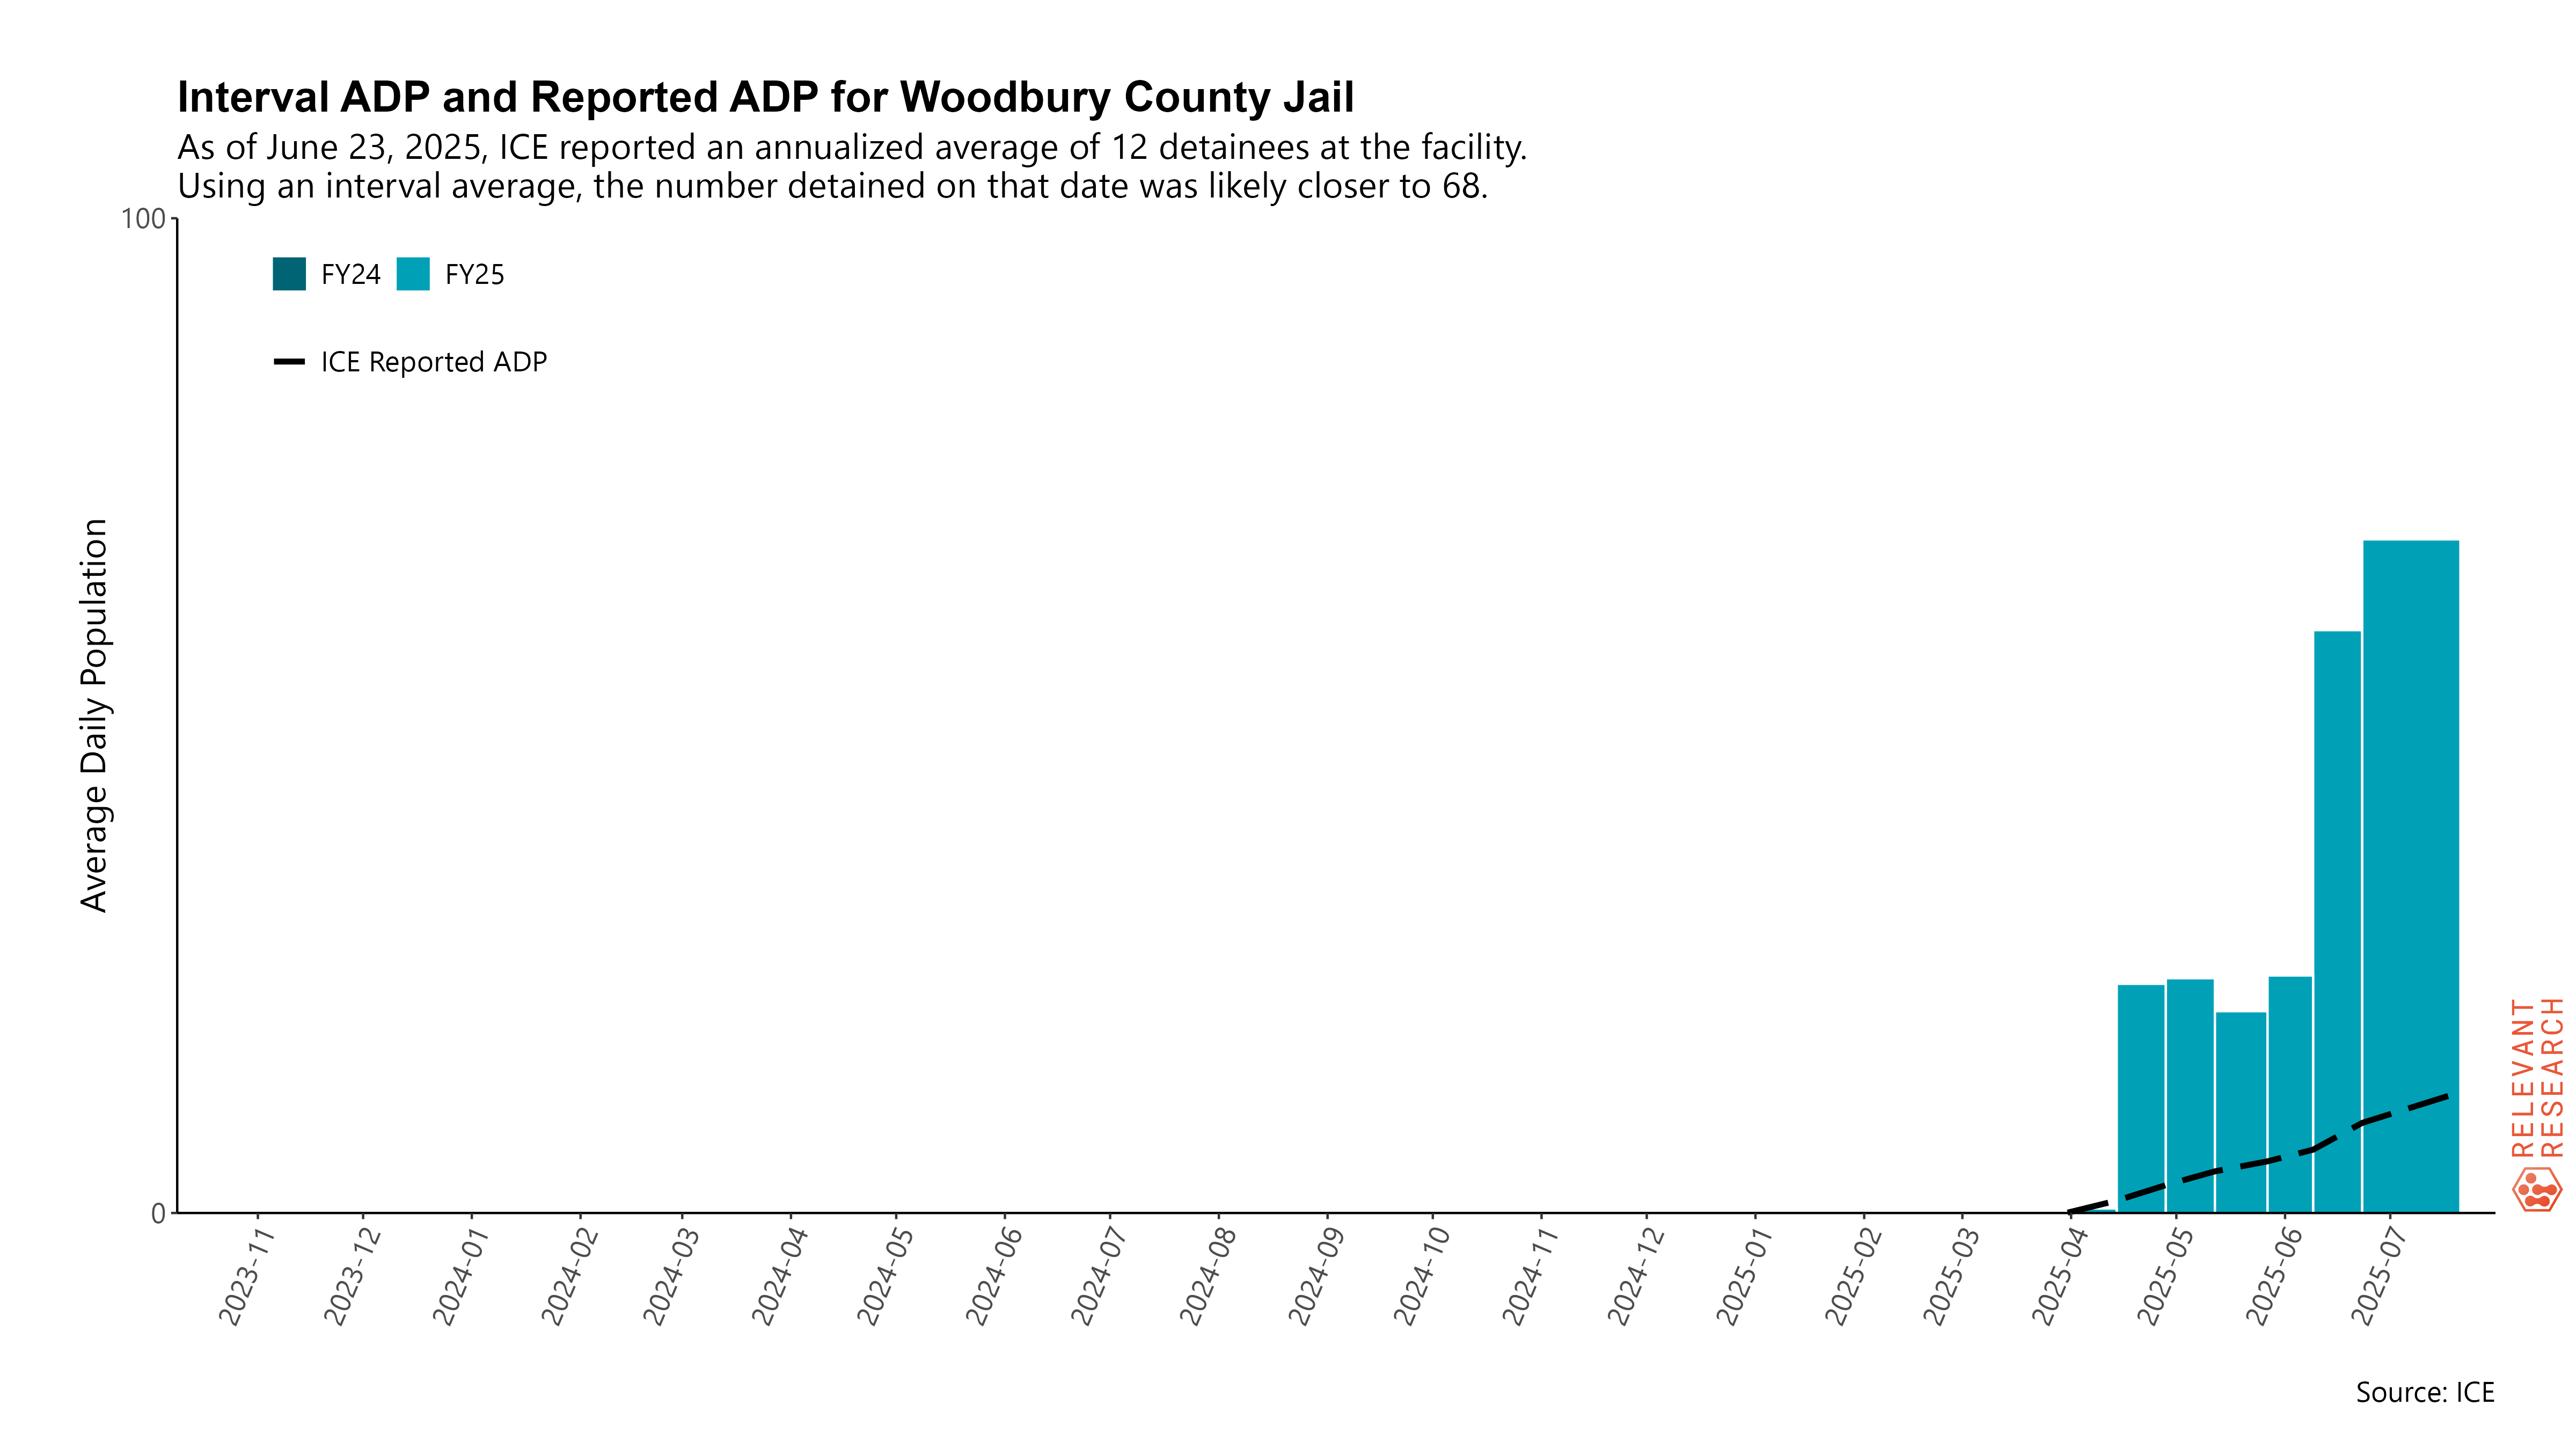 Interval ADP and Reported ADP for Woodbury County Jail
As of June 23, 2025, ICE reported an annualized average of 12 detainees at the facility.
Using an interval average, the number detained on that date was likely closer to 68.
100
FY24 FY25
ICE Reported ADP
Average Daily Population
0
2023-11
2023-12
2024-01
2024-02
2024-03
2024-04
2024-05
2024-06
2024-07
2024-08
2024-09
2024-10
2024-11
2024-12
2025-01
2025-02
2025-03
2025-04
2025-05
2025-06
2025-07
RELEVANT
RESEARCH
Source: ICE